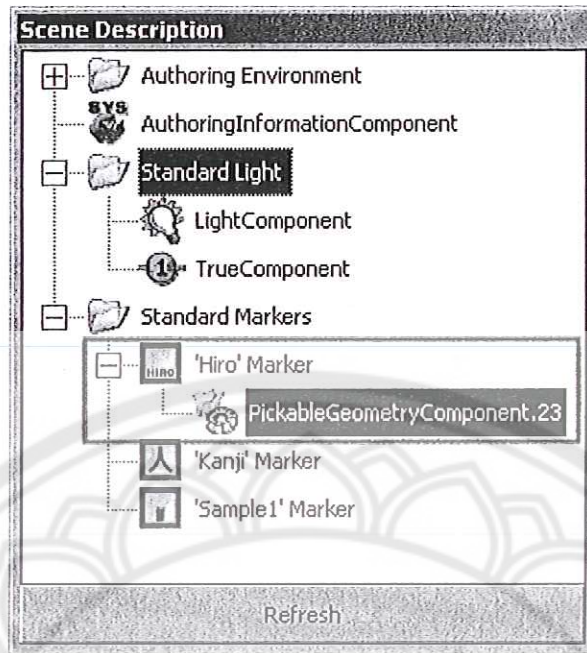 Scene Description
Authoring Environment
SYS
AuthoringInformationComponent
Standard Light
LightComponent
1
TrueComponent
Standard Markers
HIRO
'Hiro' Marker
PickableGeometryComponent.23
人
'Kanji' Marker
'Sample1' Marker
Refresh